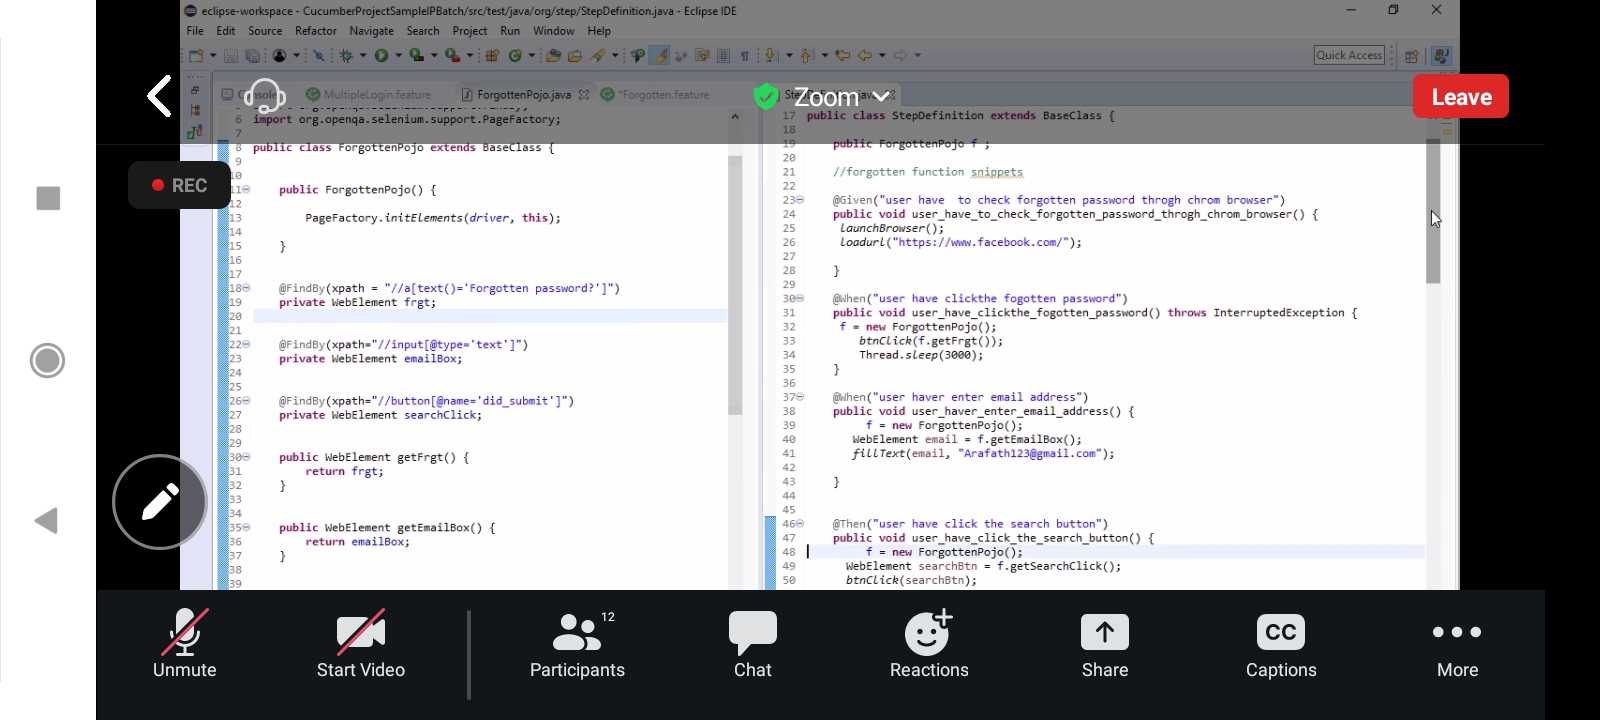 eclipse-workspace - CucumberProjectSampleIPBatch/src/test/java/org/step/StepDefinition.java - Eclipse IDE
File Edit Source Refactor Navigate Search Project Run Window Help
Quick Access
MultipleLogin.feature ForgottenPojo.java *Forgotten.feature
Zoom
Leave
REC
6 import org.openqa.selenium.support.PageFactory;
7
8 public class ForgottenPojo extends BaseClass {
9
10
11 public ForgottenPojo() {
12
13 PageFactory.initElements(driver, this);
14
15 }
16
17
18 @FindBy(xpath = "//a[text()='Forgotten password?']")
19 private WebElement frgt;
20
21
22 @FindBy(xpath="//input[@type='text']")
23 private WebElement emailBox;
24
25
26 @FindBy(xpath="//button[@name='did_submit']")
27 private WebElement searchClick;
28
29
30 public WebElement getFrgt() {
31 return frgt;
32 }
33
34
35 public WebElement getEmailBox() {
36 return emailBox;
37 }
38
39
17 public class StepDefinition extends BaseClass {
18
19 public ForgottenPojo f ;
20
21 //forgotten function snippets
22
23 @Given("user have  to check forgotten password throgh chrom browser")
24 public void user_have_to_check_forgotten_password_throgh_chrom_browser() {
25 launchBrowser();
26 loadurl("https://www.facebook.com/");
27
28 }
29
30 @When("user have clickthe fogotten password")
31 public void user_have_clickthe_fogotten_password() throws InterruptedException {
32 f = new ForgottenPojo();
33 btnClick(f.getFrgt());
34 Thread.sleep(3000);
35 }
36
37 @When("user haver enter email address")
38 public void user_haver_enter_email_address() {
39 f = new ForgottenPojo();
40 WebElement email = f.getEmailBox();
41 fillText(email, "Arafath123@gmail.com");
42
43 }
44
45
46 @Then("user have click the search button")
47 public void user_have_click_the_search_button() {
48 f = new ForgottenPojo();
49 WebElement searchBtn = f.getSearchClick();
50 btnClick(searchBtn);
Unmute
Start Video
12
Participants
Chat
Reactions
Share
CC
Captions
More